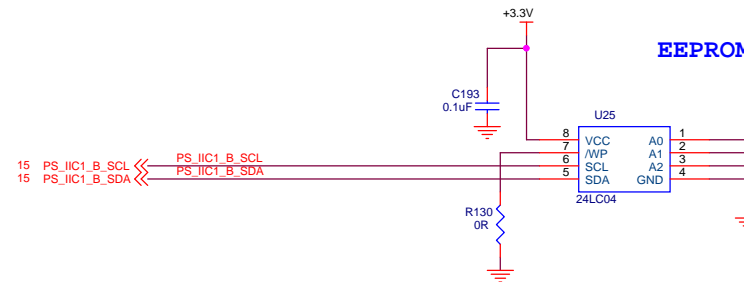 +3.3V
EEPROM
C193
0.1uF
U25
8 VCC A0 1
7 /WP A1 2
15 PS_IIC1_B_SCL PS_IIC1_B_SCL 6 SCL A2 3
15 PS_IIC1_B_SDA PS_IIC1_B_SDA 5 SDA GND 4
24LC04
R130
0R